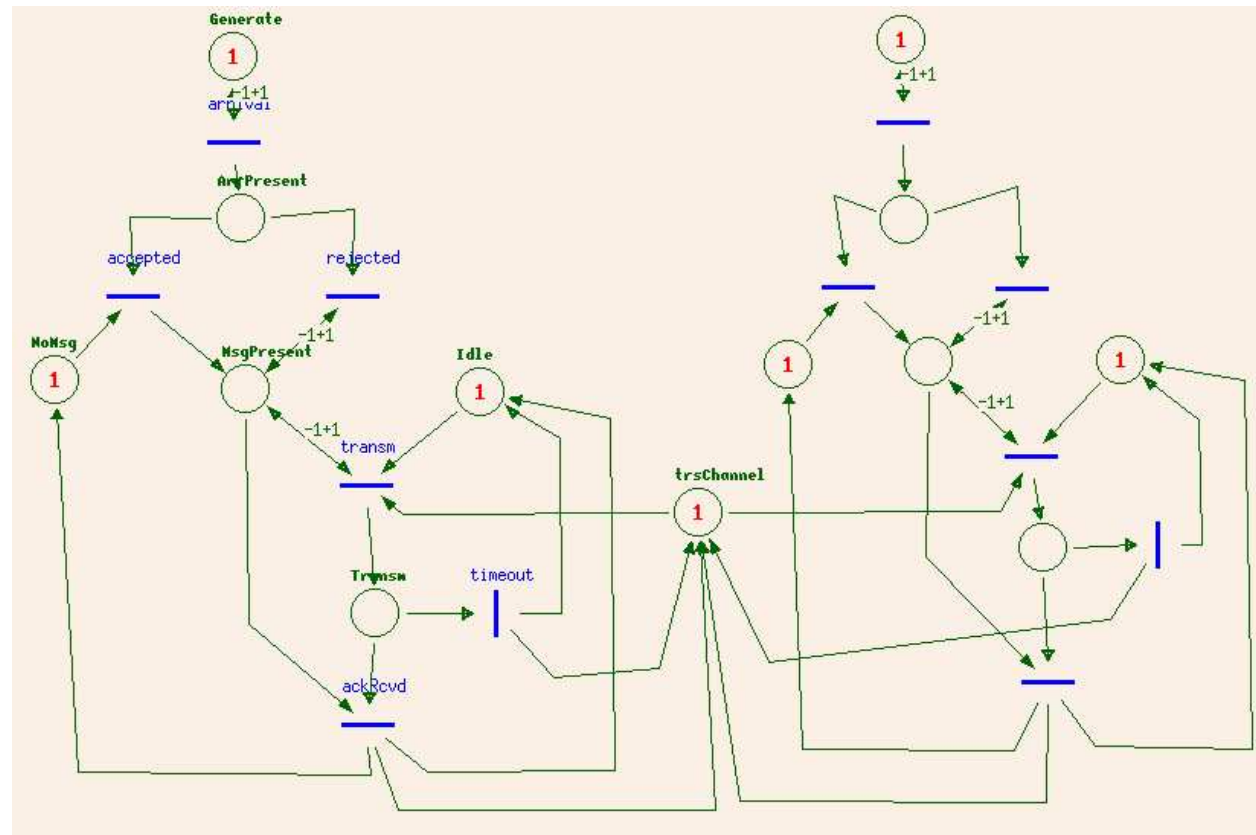 Generate
1
1
-1+1
-1+1
arrival
ArrPresent
accepted
rejected
-1+1
-1+1
NoMsg
MsgPresent
Idle
1
1
1
1
-1+1
-1+1
transm
trsChannel
1
Transm
timeout
ackRcvd